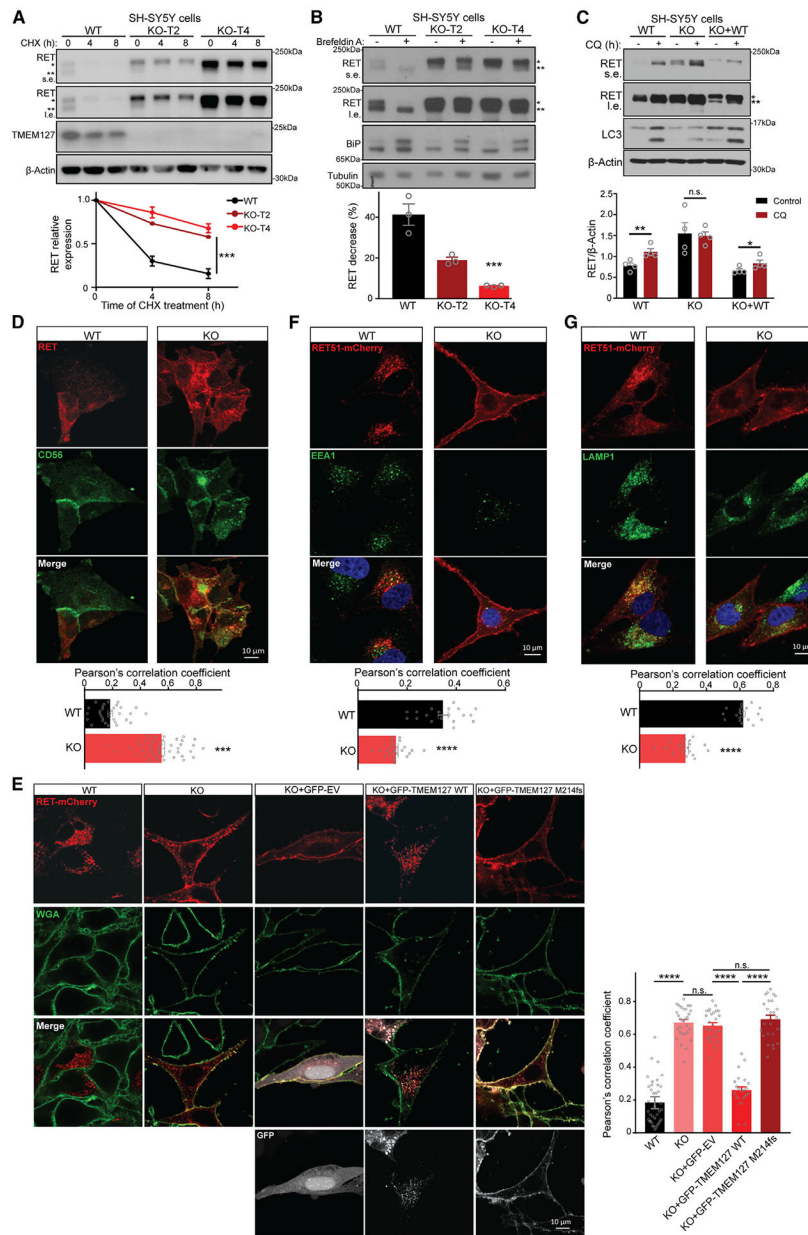 A
SH-SY5Y cells
WT KO-T2 KO-T4
CHX (h): 0 4 8 0 4 8 0 4 8
250kDa
RET
*
**
s.e.
250kDa
RET
*
**
l.e.
TMEM127
25kDa
β-Actin
50kDa
RET relative expression
1.0
0.5
0.0
WT
KO-T2
KO-T4
***
0 4 8
Time of CHX treatment (h)
B
SH-SY5Y cells
WT KO-T2 KO-T4
Brefeldin A: - + - + - +
250kDa
RET
s.e.
*
**
RET
l.e.
*
**
BiP
65KDa
Tubulin
50KDa
RET decrease (%)
40
20
0
***
WT KO-T2 KO-T4
C
SH-SY5Y cells
WT KO KO+WT
CQ (h): - + - + - +
250kDa
RET
s.e.
RET
l.e.
*
**
17kDa
LC3
β-Actin
30kDa
RET/β-Actin
2.0
1.5
1.0
0.5
0
**
n.s.
*
Control
CQ
WT KO KO+WT
D
WT KO
RET
CD56
Merge
10 µm
Pearson's correlation coefficient
0 0,2 0,4 0,6 0,8
WT
KO
***
F
WT KO
RET51-mCherry
EEA1
Merge
10 µm
Pearson's correlation coefficient
0 0,2 0,4 0,6
WT
KO
****
G
WT KO
RET51-mCherry
LAMP1
Merge
10 µm
Pearson's correlation coefficient
0 0,2 0,4 0,6 0,8
WT
KO
****
E
WT KO KO+GFP-EV KO+GFP-TMEM127 WT KO+GFP-TMEM127 M214fs
RET-mCherry
WGA
Merge
GFP
10 µm
Pearson's correlation coefficient
0.8
0.6
0.4
0.2
0
****
n.s.
****
n.s.
****
WT
KO
KO+GFP-EV
KO+GFP-TMEM127 WT
KO+GFP-TMEM127 M214fs